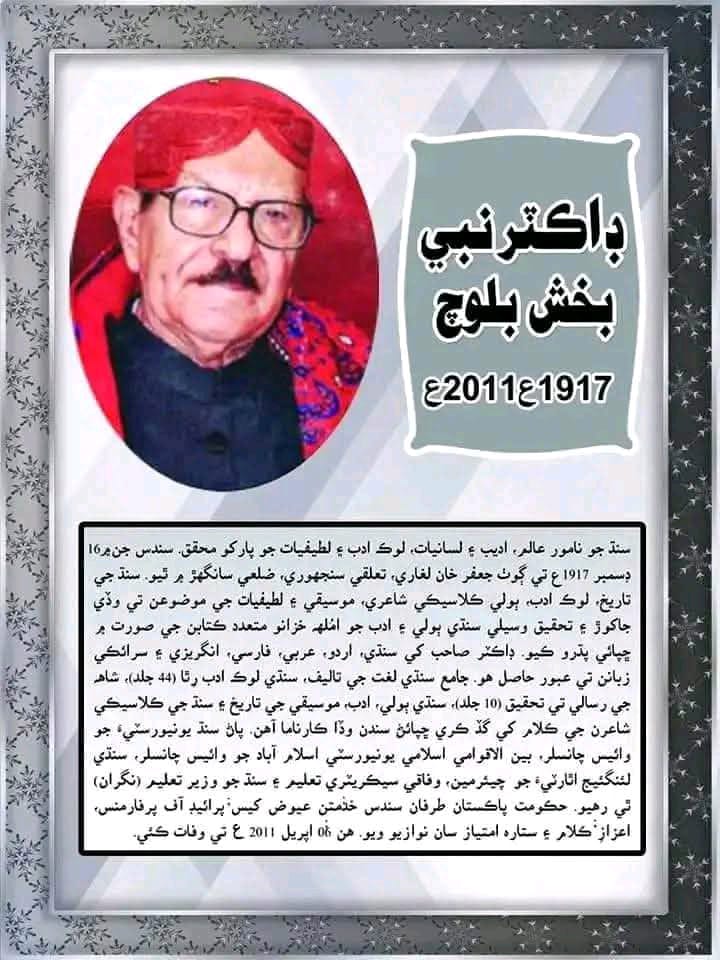 ڊاڪٽر نبي
بخش بلوچ
1917ع2011ع
سنڌ جو نامور عالم، اديب ۽ لسانيات، لوڪ ادب ۽ لطيفيات جو پارکو محقق. سندس جنم 16
ڊسمبر 1917ع تي ڳوٺ جعفر خان لغاري، تعلقي سنجهوري، ضلعي سانگهڙ ۾ ٿيو. سنڌ جي
تاريخ، لوڪ ادب، ٻولي ڪلاسيڪي شاعري، موسيقي ۽ لطيفيات جي موضوعن تي وڏي
جاکوڙ ۽ تحقيق وسيلي سنڌي ٻولي ۽ ادب جو املهه خزانو متعدد ڪتابن جي صورت ۾
ڇپائي پڌرو ڪيو. ڊاڪٽر صاحب کي سنڌي، اردو، عربي، فارسي، انگريزي ۽ سرائڪي
زبانن تي عبور حاصل هو. جامع سنڌي لغت جي تاليف، سنڌي لوڪ ادب رٿا (44 جلد)، شاهه
جي رسالي تي تحقيق (10 جلد)، سنڌي ٻولي، ادب، موسيقي جي تاريخ ۽ سنڌ جي ڪلاسيڪي
شاعرن جي ڪلام کي گڏ ڪري ڇپائڻ سندن وڏا ڪارناما آهن. پاڻ سنڌ يونيورسٽيءَ جو
وائيس چانسلر، بين الاقوامي اسلامي يونيورسٽي اسلام آباد جو وائيس چانسلر، سنڌي
لئنگئيج اٿارٽيءَ جو چيئرمين، وفاقي سيڪريٽري تعليم ۽ سنڌ جو وزير تعليم (نگران)
ٿي رهيو. حڪومت پاڪستان طرفان سندس خدمتن عيوض کيس پرائيڊ آف پرفارمنس،
اعزازِ ڪلام ۽ ستاره امتياز سان نوازيو ويو. هن 06 اپريل 2011 ع تي وفات ڪئي.